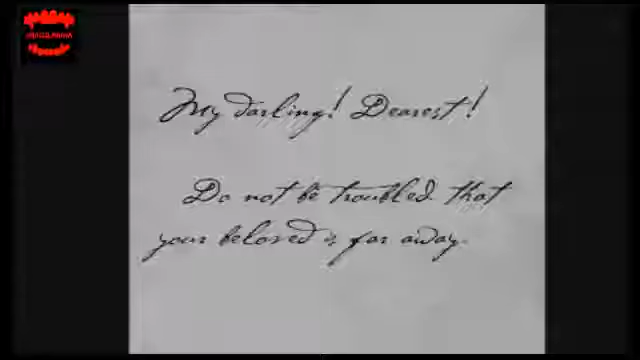 My darling! Dearest!
Do not be troubled that
your beloved is far away.